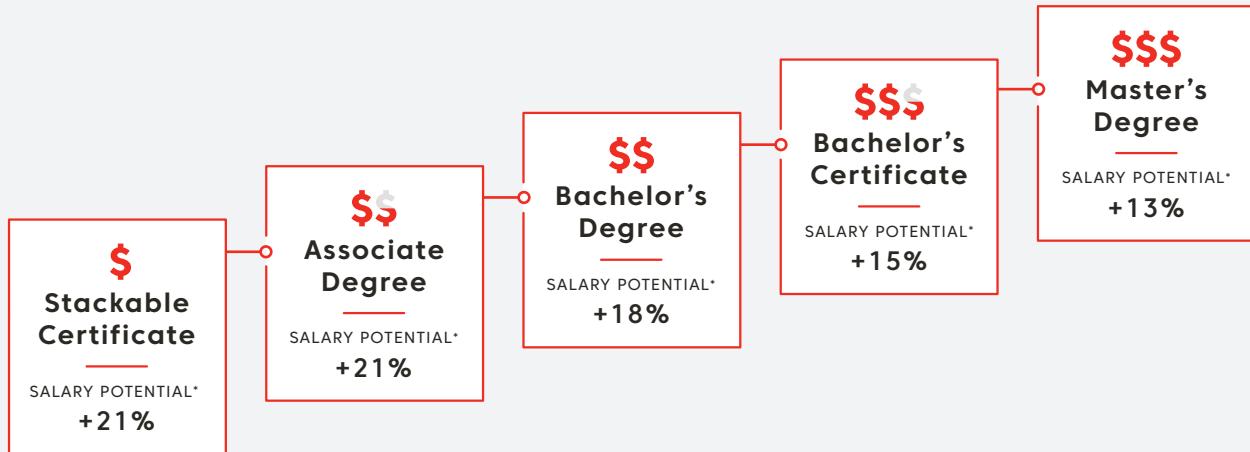 $
Stackable
Certificate
SALARY POTENTIAL*
+21%
$$
Associate
Degree
SALARY POTENTIAL*
+21%
$$
Bachelor’s
Degree
SALARY POTENTIAL*
+18%
$$$
Bachelor’s
Certificate
SALARY POTENTIAL*
+15%
$$$
Master’s
Degree
SALARY POTENTIAL*
+13%